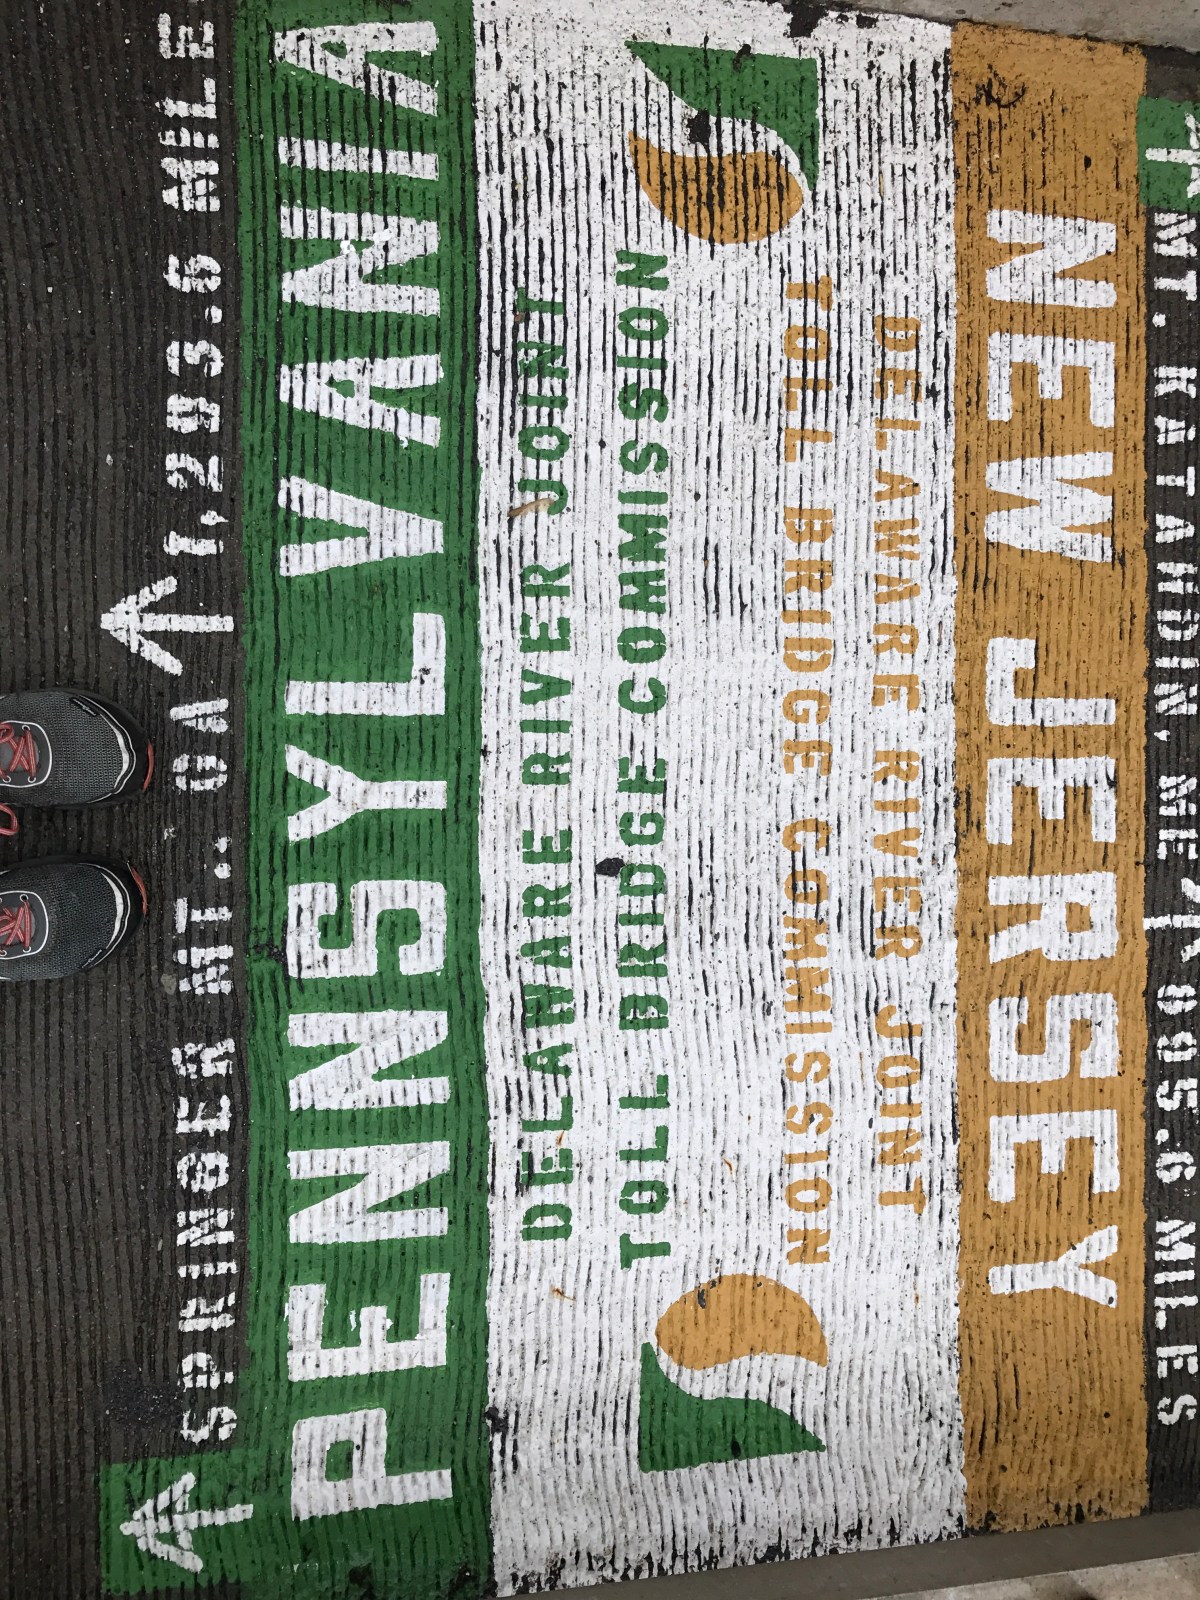 SPRINGER MT.. GA ↑ 1,293.6 MILE
PENNSYLVANIA
DELAWARE RIVER JOINT
TOLL BRIDGE COMMISSION
MT. KATAHDIN, ME ↑ 895.6 MILES
NEW JERSEY
DELAWARE RIVER JOINT
TOLL BRIDGE COMMISSION